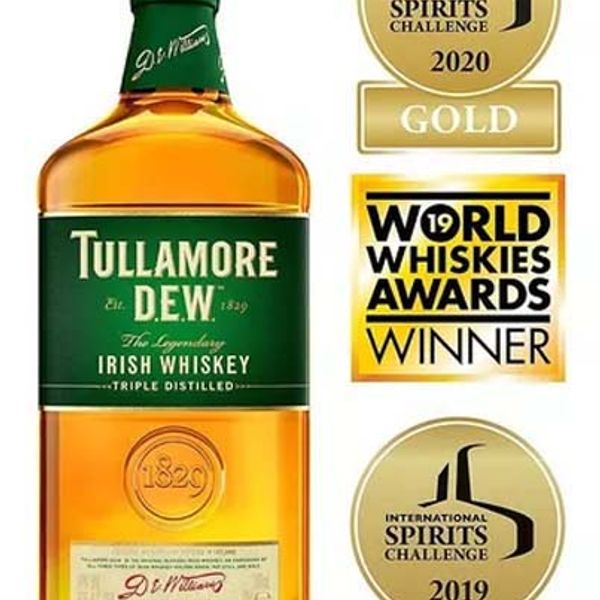 D.E. Williams
TULLAMORE
D.E.W.™
Est. 1829
The Legendary
IRISH WHISKEY
TRIPLE DISTILLED
1829
D.E. Williams
SPIRITS
CHALLENGE
2020
GOLD
WORLD
19
WHISKIES
AWARDS
WINNER
INTERNATIONAL
SPIRITS
CHALLENGE
2019